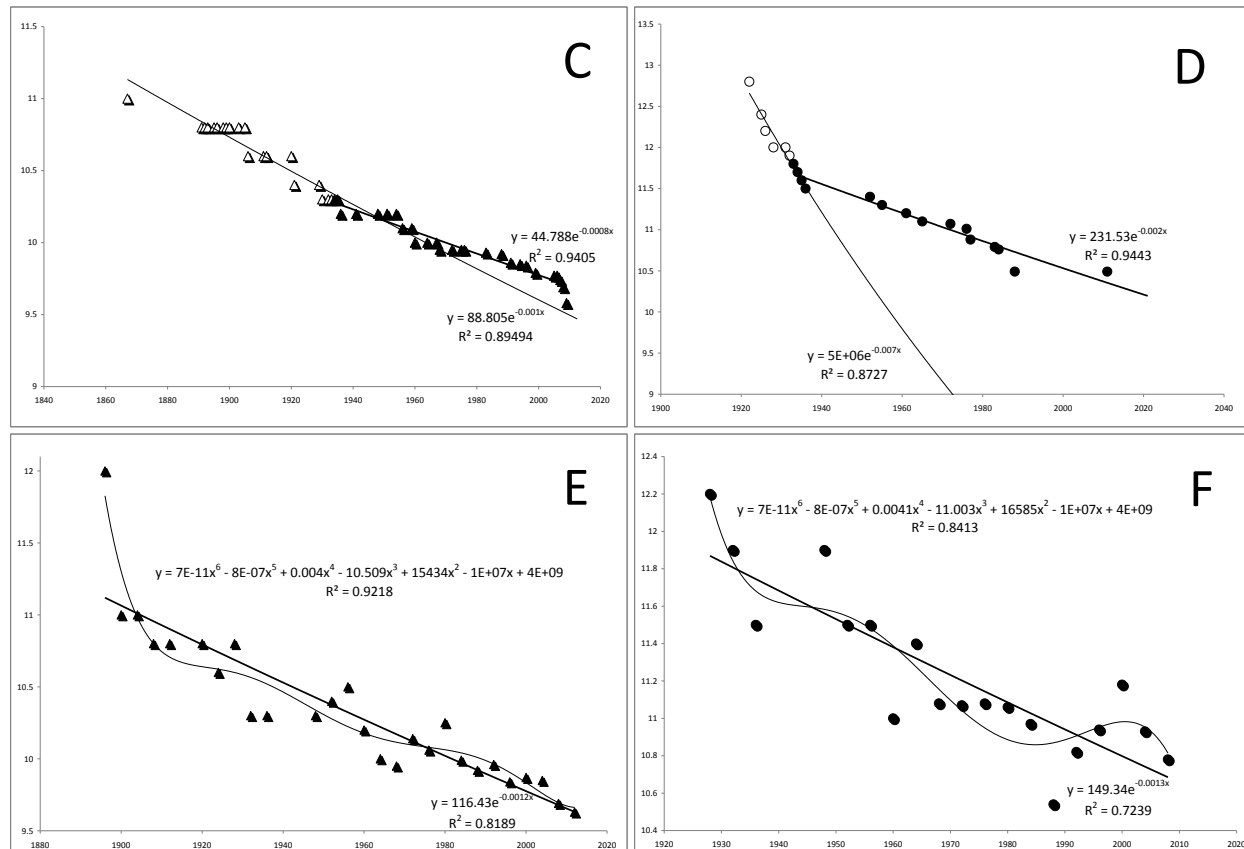 C
11.5
11
10.5
10
9.5
9
1840 1860 1880 1900 1920 1940 1960 1980 2000 2020
y = 44.788e^-0.0008x
R² = 0.9405
y = 88.805e^-0.001x
R² = 0.89494
D
13.5
13
12.5
12
11.5
11
10.5
10
9.5
9
1900 1920 1940 1960 1980 2000 2020 2040
y = 231.53e^-0.002x
R² = 0.9443
y = 5E+06e^-0.007x
R² = 0.8727
E
12
11.5
11
10.5
10
9.5
1880 1900 1920 1940 1960 1980 2000 2020
y = 7E-11x⁶ - 8E-07x⁵ + 0.004x⁴ - 10.509x³ + 15434x² - 1E+07x + 4E+09
R² = 0.9218
y = 116.43e^-0.0012x
R² = 0.8189
F
12.4
12.2
12
11.8
11.6
11.4
11.2
11
10.8
10.6
10.4
1920 1930 1940 1950 1960 1970 1980 1990 2000 2010 2020
y = 7E-11x⁶ - 8E-07x⁵ + 0.0041x⁴ - 11.003x³ + 16585x² - 1E+07x + 4E+09
R² = 0.8413
y = 149.34e^-0.0013x
R² = 0.7239